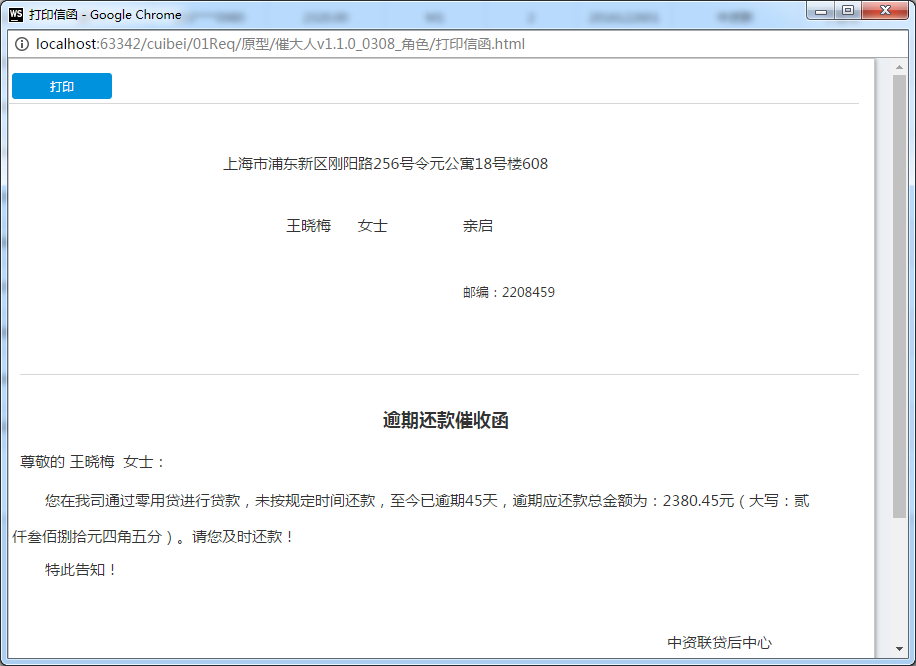 WS 打印信函 - Google Chrome
localhost:63342/cuibei/01Req/原型/催大人v1.1.0_0308_角色/打印信函.html
打印
上海市浦东新区刚阳路256号令元公寓18号楼608
王晓梅 女士 亲启
邮编：2208459
逾期还款催收函
尊敬的 王晓梅 女士：
您在我司通过零用贷进行贷款，未按规定时间还款，至今已逾期45天，逾期应还款总金额为：2380.45元（大写：贰
仟叁佰捌拾元四角五分）。请您及时还款！
特此告知！
中资联贷后中心